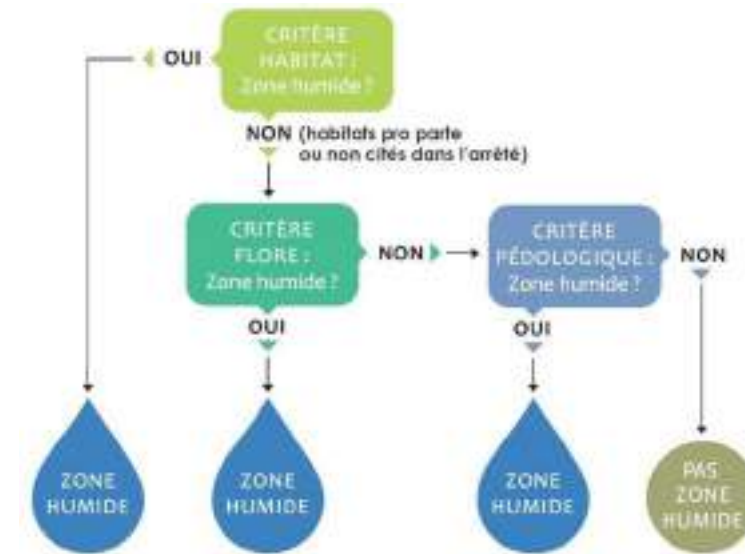 CRITÈRE
HABITAT :
Zone humide ?
OUI
NON (habitats pro parte
ou non cités dans l'arrêté)
CRITÈRE
FLORE :
Zone humide ?
NON
CRITÈRE
PÉDOLOGIQUE :
Zone humide ?
NON
OUI
OUI
ZONE
HUMIDE
ZONE
HUMIDE
ZONE
HUMIDE
PAS
ZONE
HUMIDE